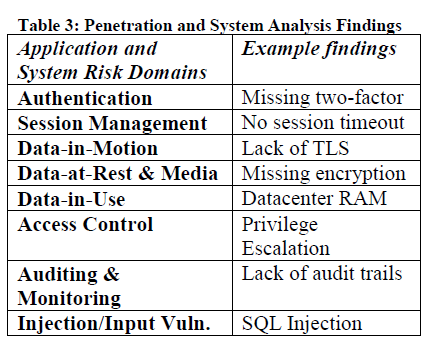 Table 3: Penetration and System Analysis Findings
Application and Example findings
System Risk Domains
Authentication Missing two-factor
Session Management No session timeout
Data-in-Motion Lack of TLS
Data-at-Rest & Media Missing encryption
Data-in-Use Datacenter RAM
Access Control Privilege
Escalation
Auditing & Lack of audit trails
Monitoring
Injection/Input Vuln. SQL Injection